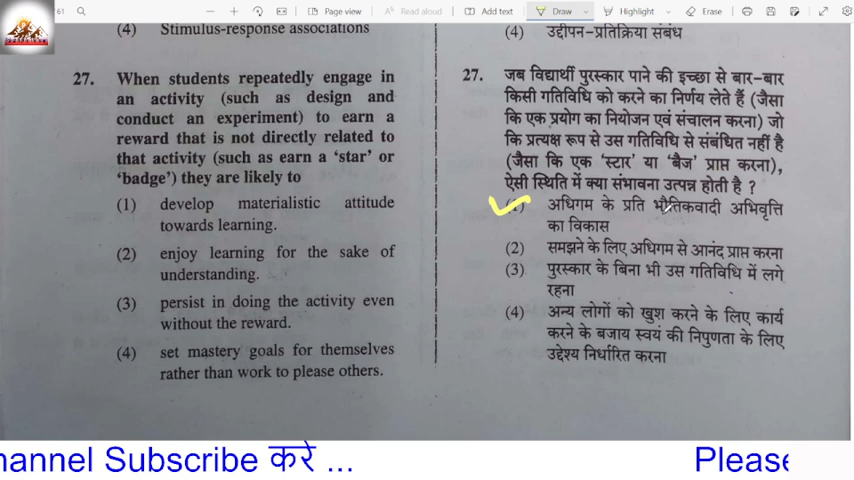 61
Page view
Read aloud
Add text
Draw
Highlight
Erase
(4) Stimulus-response associations
27. When students repeatedly engage in
an activity (such as design and
conduct an experiment) to earn a
reward that is not directly related to
that activity (such as earn a ‘star’ or
‘badge’) they are likely to
(1) develop materialistic attitude
towards learning.
(2) enjoy learning for the sake of
understanding.
(3) persist in doing the activity even
without the reward.
(4) set mastery goals for themselves
rather than work to please others.
(4) उद्दीपन-प्रतिक्रिया संबंध
27. जब विद्यार्थी पुरस्कार पाने की इच्छा से बार-बार
किसी गतिविधि को करने का निर्णय लेते हैं (जैसा
कि एक प्रयोग का नियोजन एवं संचालन करना) जो
कि प्रत्यक्ष रूप से उस गतिविधि से संबंधित नहीं है
(जैसा कि एक ‘स्टार’ या ‘बैज’ प्राप्त करना),
ऐसी स्थिति में क्या संभावना उत्पन्न होती है ?
(1) अधिगम के प्रति भौतिकवादी अभिवृत्ति
का विकास
(2) समझने के लिए अधिगम से आनंद प्राप्त करना
(3) पुरस्कार के बिना भी उस गतिविधि में लगे
रहना
(4) अन्य लोगों को खुश करने के लिए कार्य
करने के बजाय स्वयं की निपुणता के लिए
उद्देश्य निर्धारित करना
hannel Subscribe करे ... Please